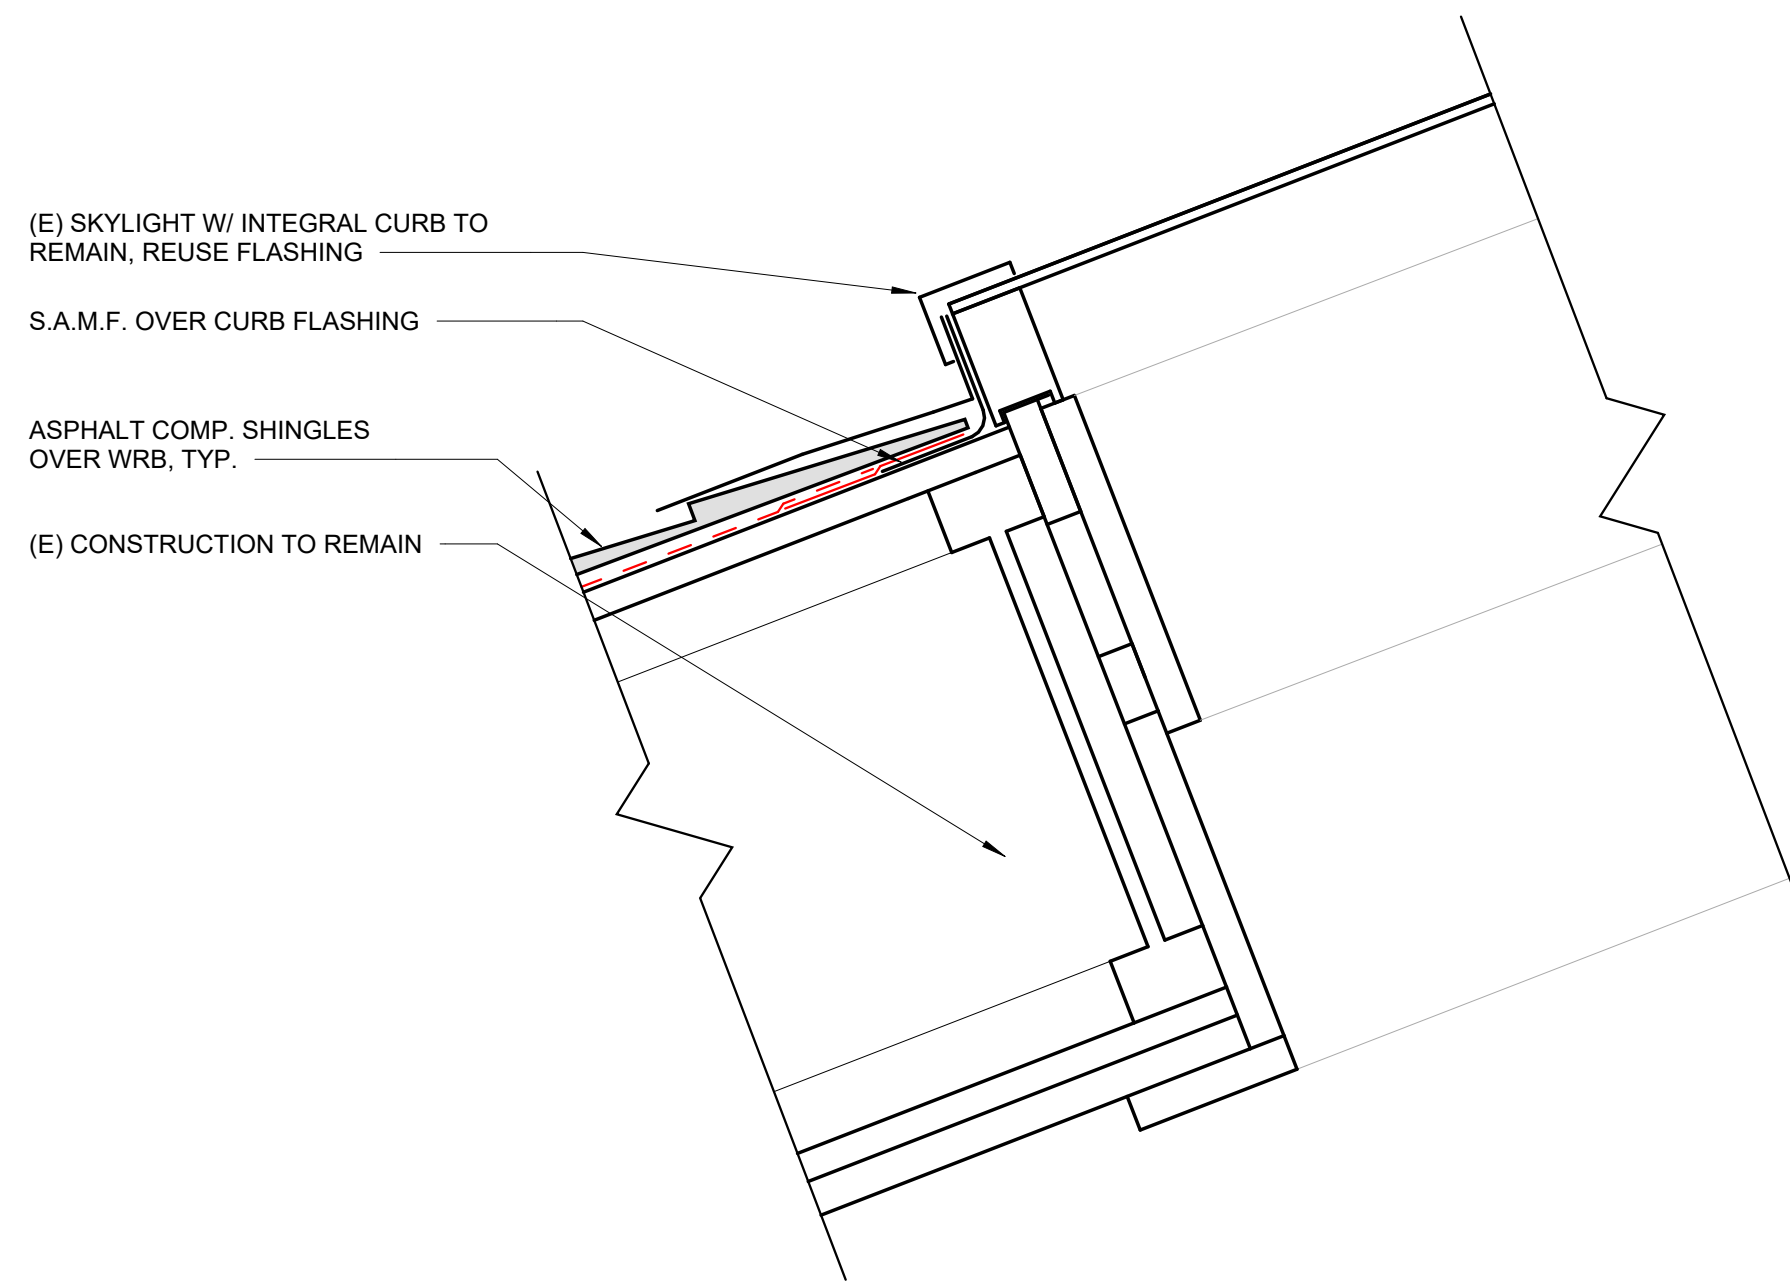 (E) SKYLIGHT W/ INTEGRAL CURB TO
REMAIN, REUSE FLASHING
S.A.M.F. OVER CURB FLASHING
ASPHALT COMP. SHINGLES
OVER WRB, TYP.
(E) CONSTRUCTION TO REMAIN